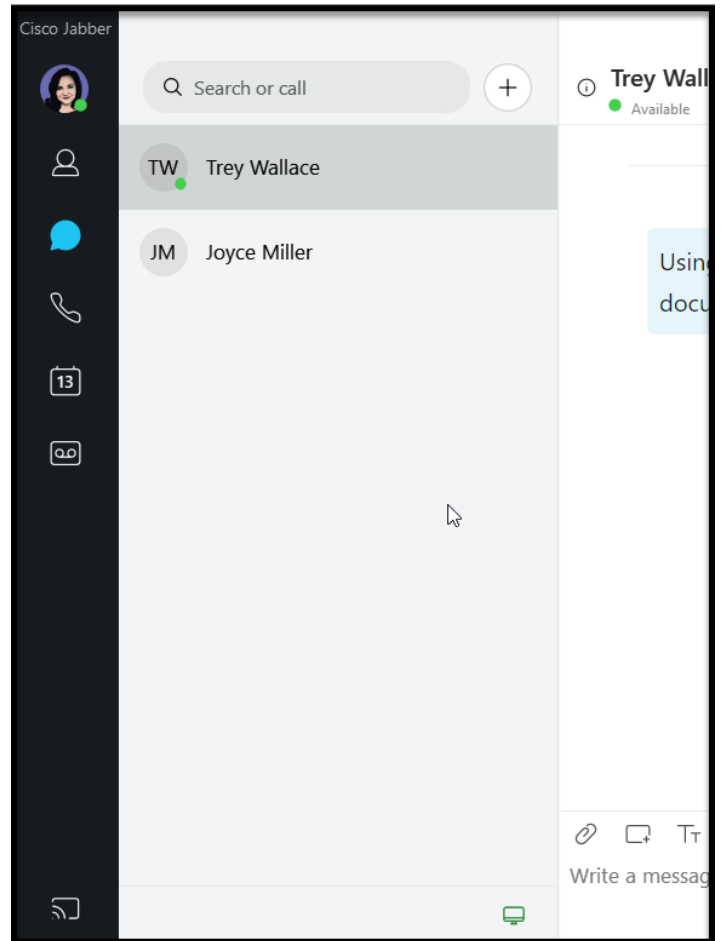 Cisco Jabber
Search or call
TW Trey Wallace
JM Joyce Miller
13
Trey Wall
Available
Usin
docu
TT
Write a messag